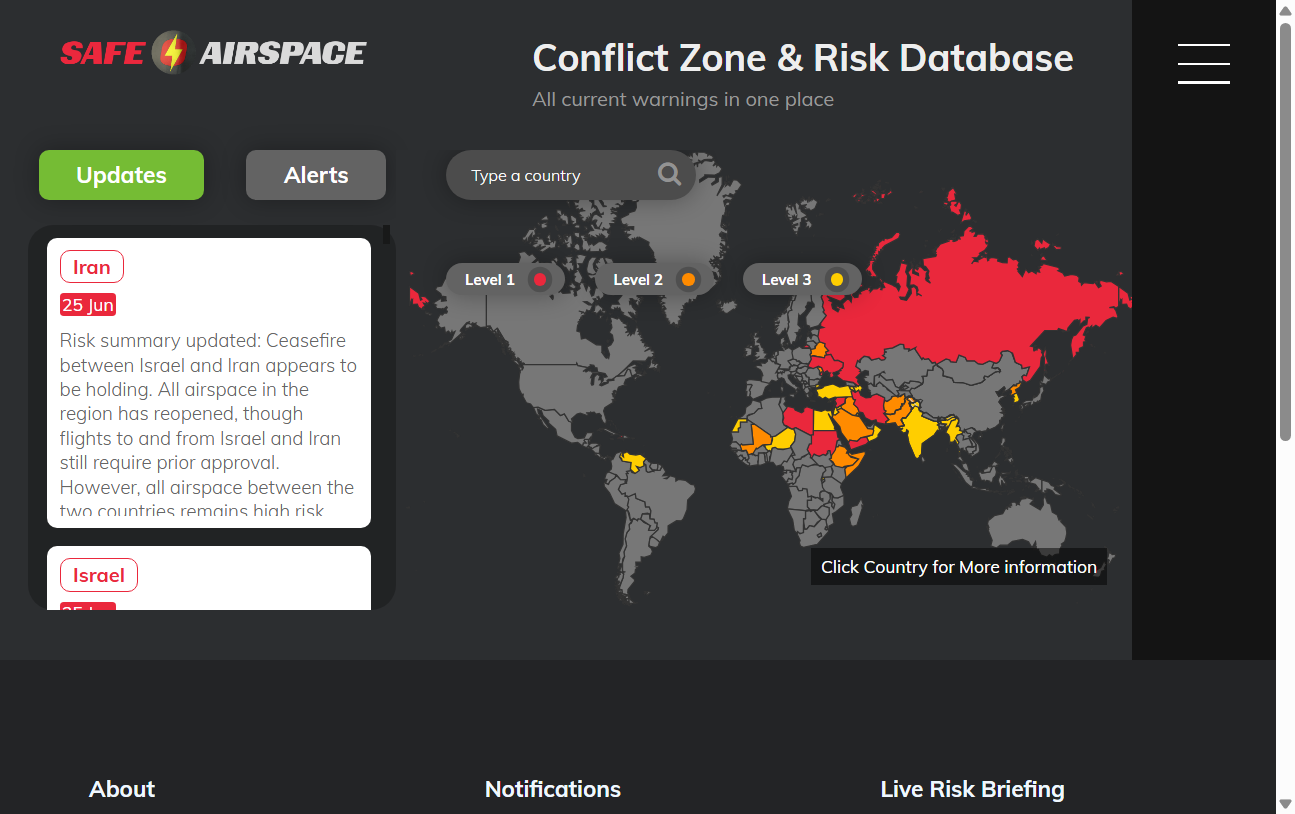 SAFE AIRSPACE
Conflict Zone & Risk Database
All current warnings in one place
Updates
Alerts
Type a country
Level 1
Level 2
Level 3
Iran
25 Jun
Risk summary updated: Ceasefire
between Israel and Iran appears to
be holding. All airspace in the
region has reopened, though
flights to and from Israel and Iran
still require prior approval.
However, all airspace between the
two countries remains high risk
Israel
Click Country for More information
About
Notifications
Live Risk Briefing